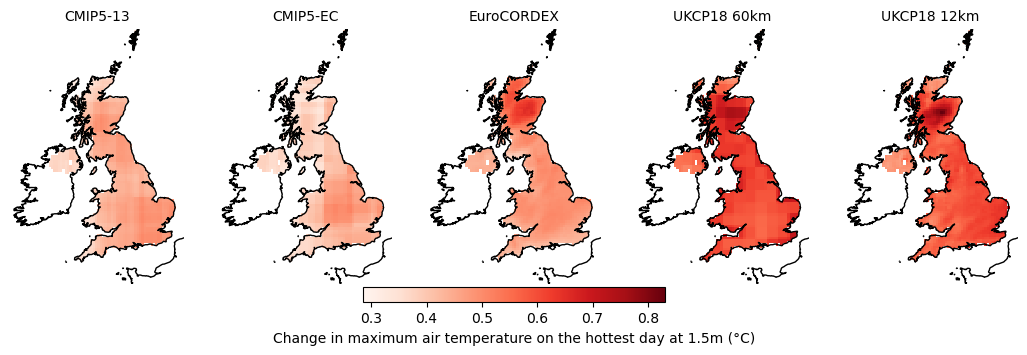 CMIP5-13 CMIP5-EC EuroCORDEX UKCP18 60km UKCP18 12km
0.3 0.4 0.5 0.6 0.7 0.8
Change in maximum air temperature on the hottest day at 1.5m (°C)